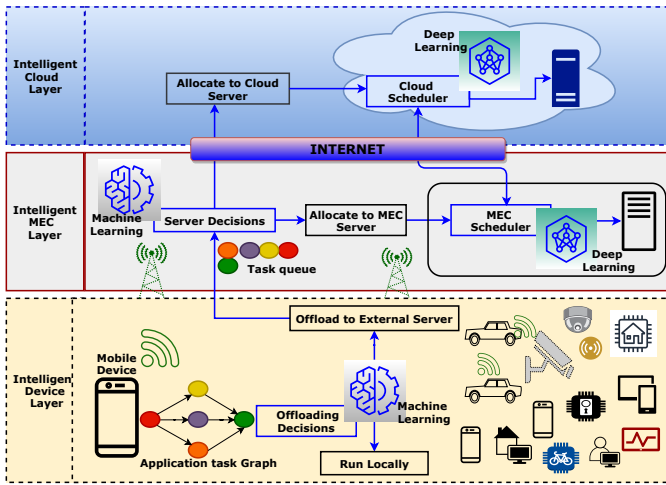 Intelligent
Cloud
Layer
Allocate to Cloud
Server
Deep
Learning
Cloud
Scheduler
INTERNET
Intelligent
MEC
Layer
Machine
Learning
Server Decisions
Allocate to MEC
Server
MEC
Scheduler
Deep
Learning
Task queue
Intelligen
Device
Layer
Mobile
Device
Offload to External Server
Offloading
Decisions
Machine
Learning
Application task Graph
Run Locally